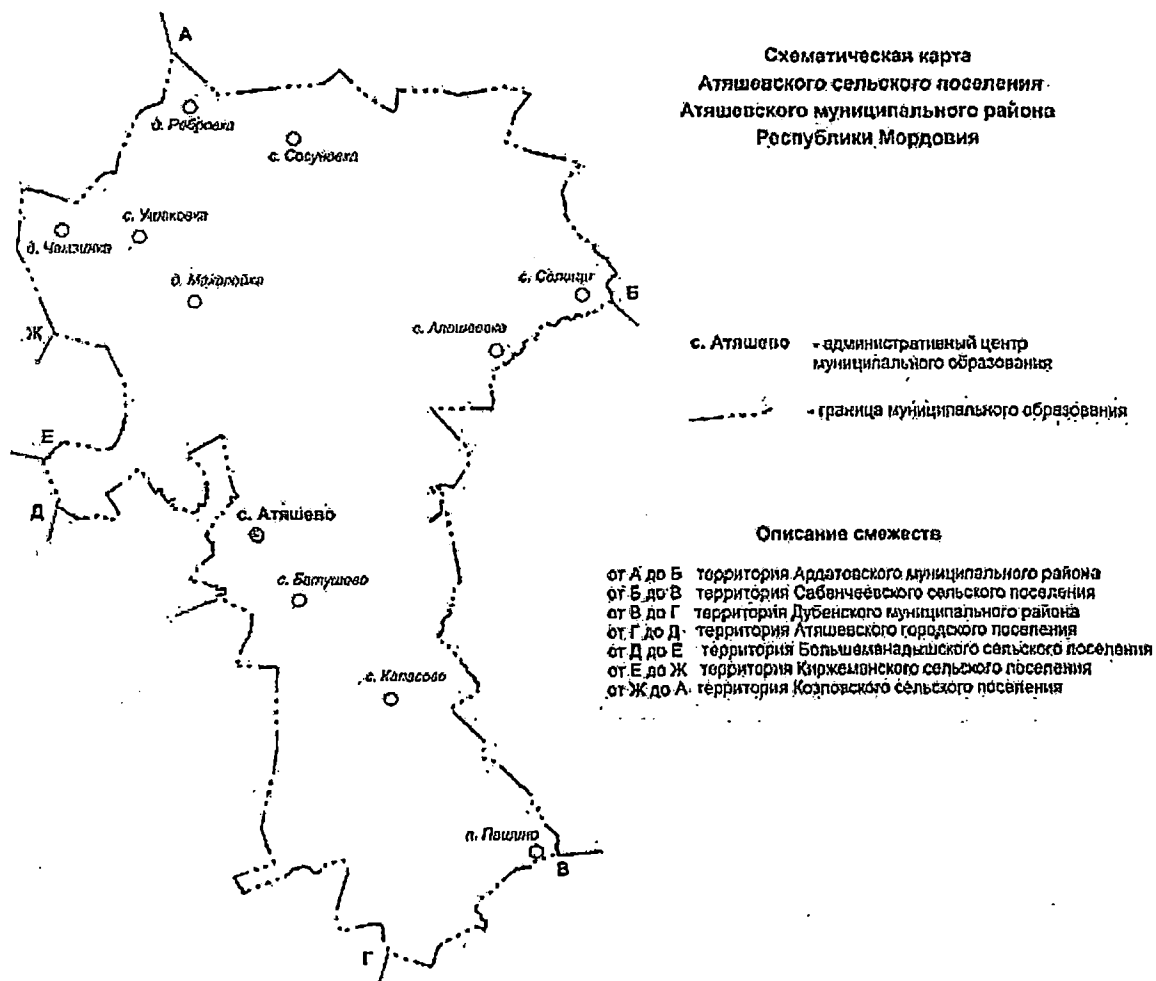 А
Схематическая карта
Атяшевского сельского поселения
Атяшевского муниципального района
Республики Мордовия
д. Ребровка
с. Сосуновка
с. Ушаковка
д. Чамзинка
д. Макаровка
с. Солищи
Б
Ж
с. Алашеевка
с. Атяшево - административный центр
муниципального образования
- граница муниципального образования
Е
Д
с. Атяшево
Описание смежеств
с. Батушево
от А до Б территория Ардатовского муниципального района
от Б до В территория Сабанчеевского сельского поселения
от В до Г территория Дубенского муниципального района
от Г до Д территория Атяшевского городского поселения
от Д до Е территория Большеманадышского сельского поселения
от Е до Ж территория Киржеманского сельского поселения
от Ж до А территория Козловского сельского поселения
с. Капасово
п. Пашино
В
Г